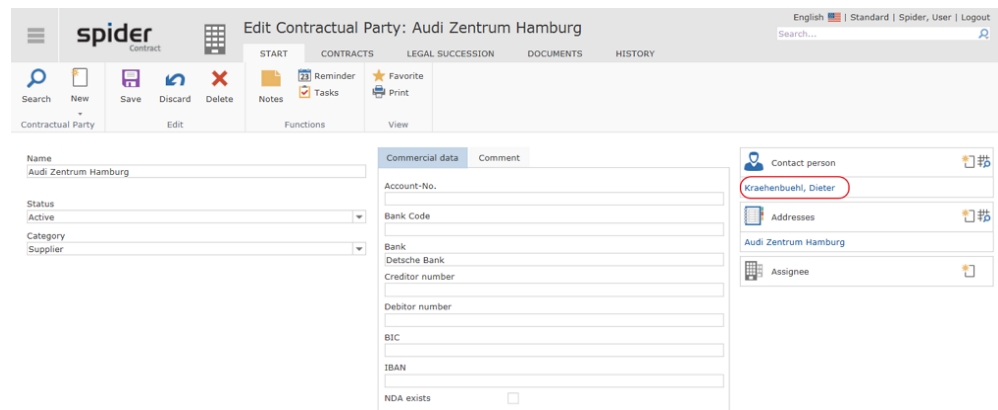 English | Standard | Spider, User | Logout
spider
Contract
Edit Contractual Party: Audi Zentrum Hamburg
Search...
START CONTRACTS LEGAL SUCCESSION DOCUMENTS HISTORY
Search New Save Discard Delete Notes 23 Reminder Favorite
Tasks Print
Contractual Party Edit Functions View
Name
Audi Zentrum Hamburg
Status
Active
Category
Supplier
Commercial data Comment
Account-No.
Bank Code
Bank
Detsche Bank
Creditor number
Debitor number
BIC
IBAN
NDA exists
Contact person
Kraehenbuehl, Dieter
Addresses
Audi Zentrum Hamburg
Assignee